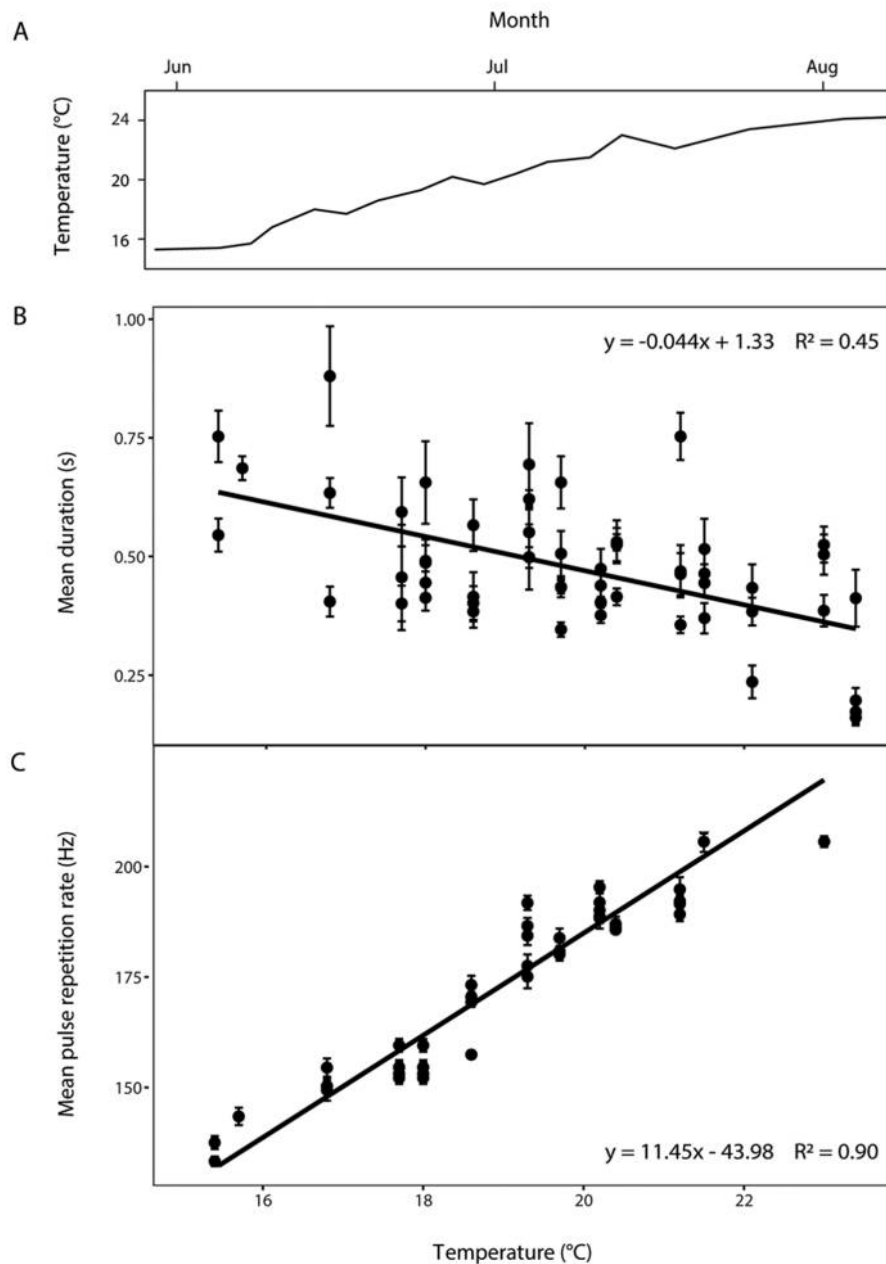 A
Month
Jun Jul Aug
Temperature (°C)
24
20
16
B
y = -0.044x + 1.33 R² = 0.45
Mean duration (s)
1.00
0.75
0.50
0.25
C
Mean pulse repetition rate (Hz)
200
175
150
y = 11.45x - 43.98 R² = 0.90
16 18 20 22
Temperature (°C)